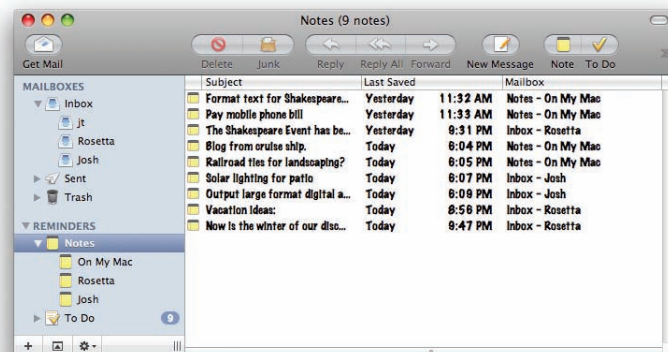 Notes (9 notes)
Get Mail Delete Junk Reply Reply All Forward New Message Note To Do
MAILBOXES
Inbox
jt
Rosetta
Josh
Sent
Trash
REMINDERS
Notes
On My Mac
Rosetta
Josh
To Do 9
Subject Last Saved Mailbox
Format text for Shakespeare... Yesterday 11:32 AM Notes - On My Mac
Pay mobile phone bill Yesterday 11:33 AM Notes - On My Mac
The Shakespeare Event has be... Yesterday 9:31 PM Inbox - Rosetta
Blog from cruise ship. Today 6:04 PM Notes - On My Mac
Railroad ties for landscaping? Today 6:05 PM Notes - On My Mac
Solar lighting for patio Today 6:07 PM Inbox - Josh
Output large format digital a... Today 6:09 PM Inbox - Josh
Vacation ideas: Today 8:56 PM Inbox - Rosetta
Now is the winter of our disc... Today 9:47 PM Inbox - Rosetta